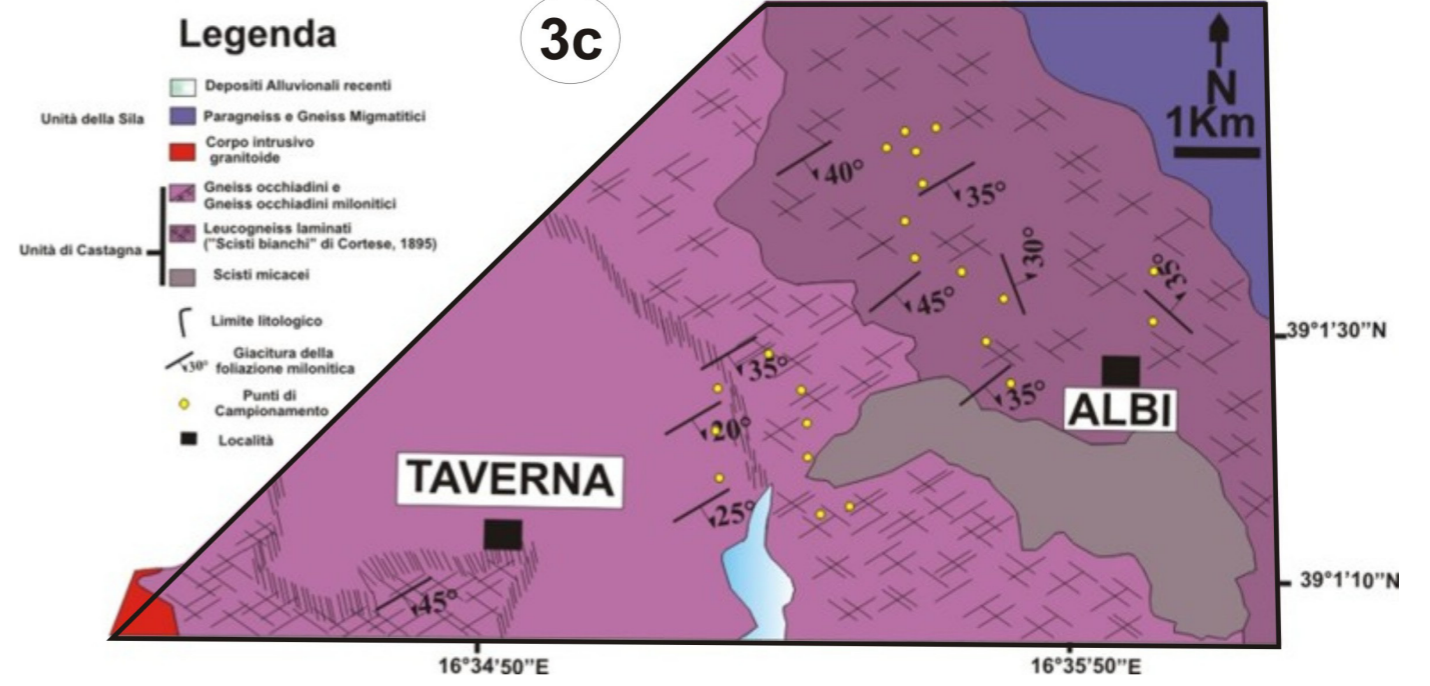 Legenda
3c
Depositi Alluvionali recenti
Unità della Sila
Paragneiss e Gneiss Migmatitici
Corpo intrusivo
granitoide
Gneiss occhiadini e
Gneiss occhiadini milonitici
Leucogneiss laminati
("Scisti bianchi" di Cortese, 1895)
Unità di Castagna
Scisti micacei
Limite litologico
30°
Giacitura della
foliazione milonitica
Punti di
Campionamento
Località
N
1Km
40°
35°
30°
35°
45°
35°
35°
20°
25°
45°
ALBI
TAVERNA
39°1'30"N
39°1'10"N
16°34'50"E
16°35'50"E